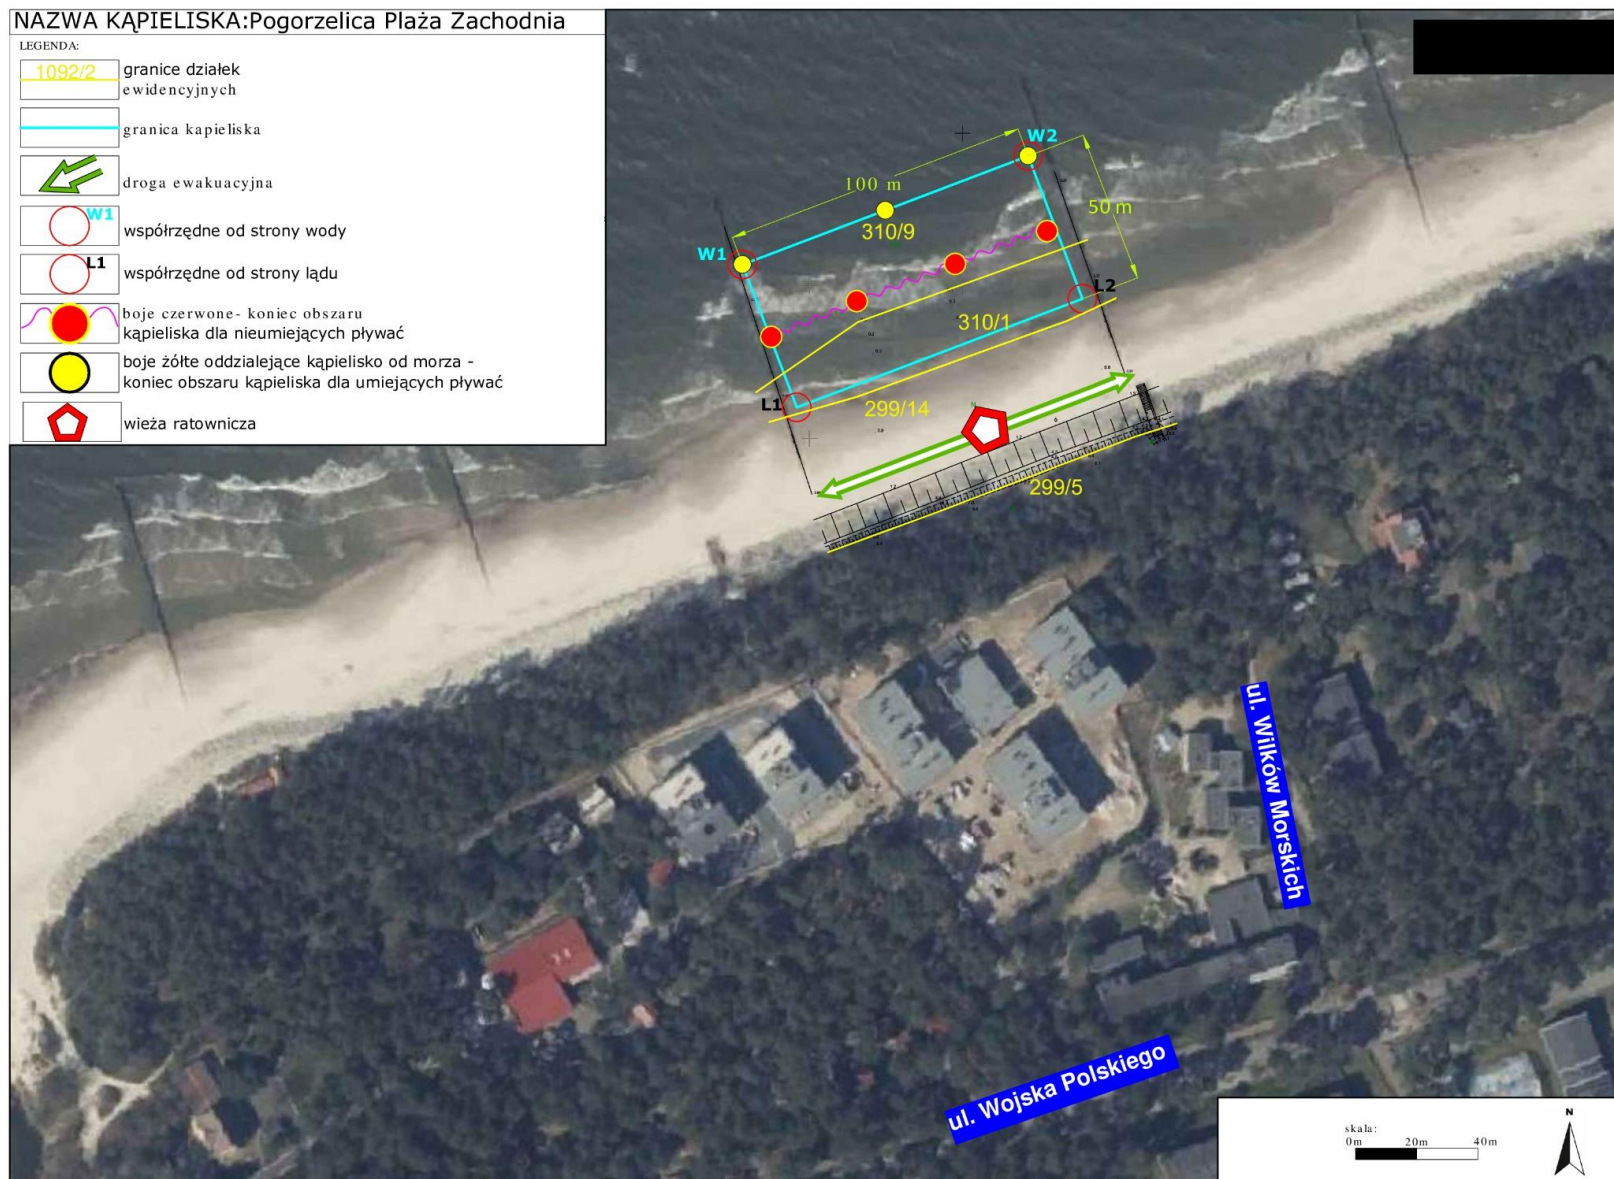 NAZWA KĄPIELISKA:Pogorzelica Plaża Zachodnia
LEGENDA:
1092/2
granice działek
ewidencyjnych
granica kapieliska
droga ewakuacyjna
W1
współrzędne od strony wody
L1
współrzędne od strony lądu
boje czerwone- koniec obszaru
kąpieliska dla nieumiejących pływać
boje żółte oddzialejące kąpielisko od morza -
koniec obszaru kąpieliska dla umiejących pływać
wieża ratownicza
W2
100 m
50 m
310/9
W1
L2
310/1
L1
299/14
299/5
ul. Wilków Morskich
ul. Wojska Polskiego
skala:
0m 20m 40m
N